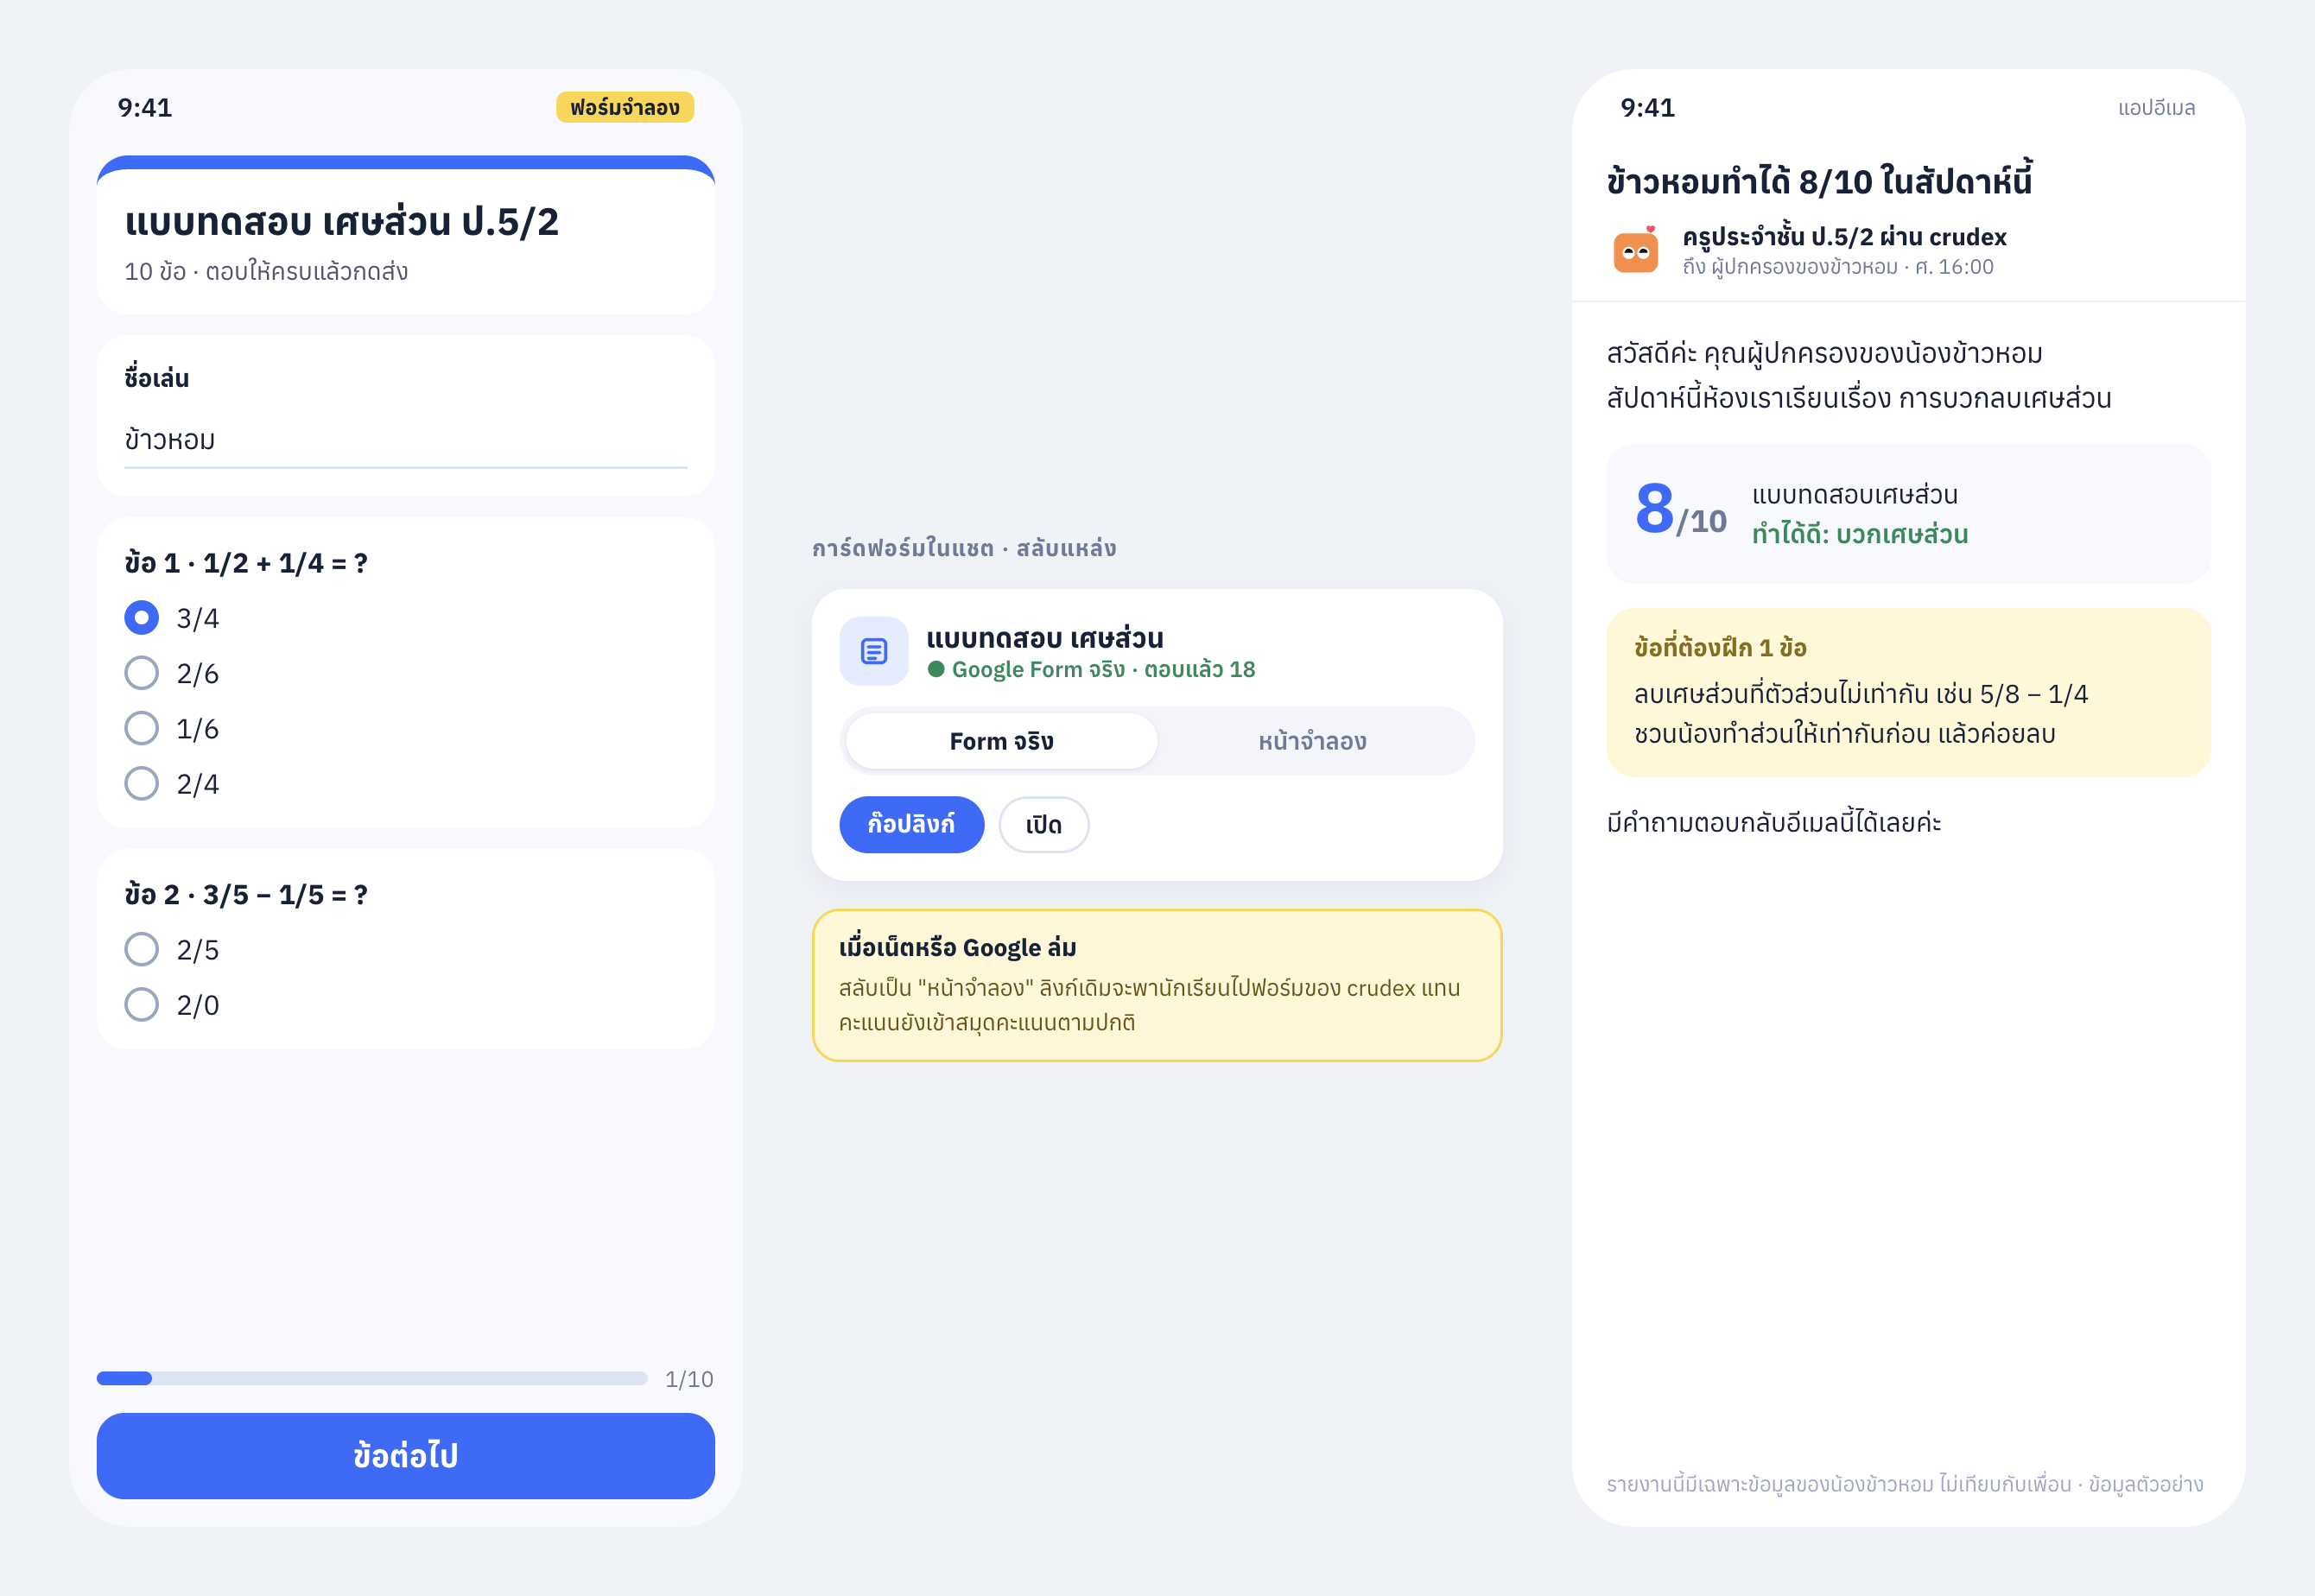 9:41
ฟอร์มจำลอง
แบบทดสอบ เศษส่วน ป.5/2
10 ข้อ · ตอบให้ครบแล้วกดส่ง
ชื่อเล่น
ข้าวหอม
ข้อ 1 · 1/2 + 1/4 = ?
3/4
2/6
1/6
2/4
ข้อ 2 · 3/5 – 1/5 = ?
2/5
2/0
1/10
ข้อต่อไป
การ์ดฟอร์มในแชต · สลับแหล่ง
แบบทดสอบ เศษส่วน
Google Form จริง · ตอบแล้ว 18
Form จริง
หน้าจำลอง
ก๊อปลิงก์
เปิด
เมื่อเน็ตหรือ Google ล่ม
สลับเป็น "หน้าจำลอง" ลิงก์เดิมจะพานักเรียนไปฟอร์มของ crudex แทน
คะแนนยังเข้าสมุดคะแนนตามปกติ
9:41
แอปอีเมล
ข้าวหอมทำได้ 8/10 ในสัปดาห์นี้
ครูประจำชั้น ป.5/2 ผ่าน crudex
ถึง ผู้ปกครองของข้าวหอม · ศ. 16:00
สวัสดีค่ะ คุณผู้ปกครองของน้องข้าวหอม
สัปดาห์นี้ห้องเราเรียนเรื่อง การบวกลบเศษส่วน
8/10
แบบทดสอบเศษส่วน
ทำได้ดี: บวกเศษส่วน
ข้อที่ต้องฝึก 1 ข้อ
ลบเศษส่วนที่ตัวส่วนไม่เท่ากัน เช่น 5/8 – 1/4
ชวนน้องทำส่วนให้เท่ากันก่อน แล้วค่อยลบ
มีคำถามตอบกลับอีเมลนี้ได้เลยค่ะ
รายงานนี้มีเฉพาะข้อมูลของน้องข้าวหอม ไม่เทียบกับเพื่อน · ข้อมูลตัวอย่าง